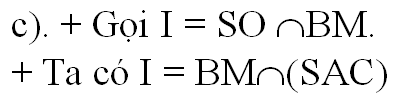 c). + Gọi I = SO ∩BM.
+ Ta có I = BM∩(SAC)